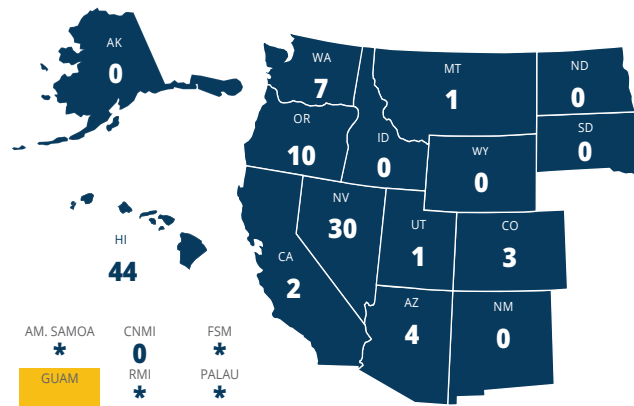 AK
0
WA
7
MT
1
ND
0
OR
10
ID
0
SD
0
WY
0
NV
30
HI
44
CA
2
UT
1
CO
3
AZ
4
NM
0
AM. SAMOA
*
CNMI
0
FSM
*
GUAM
RMI
*
PALAU
*